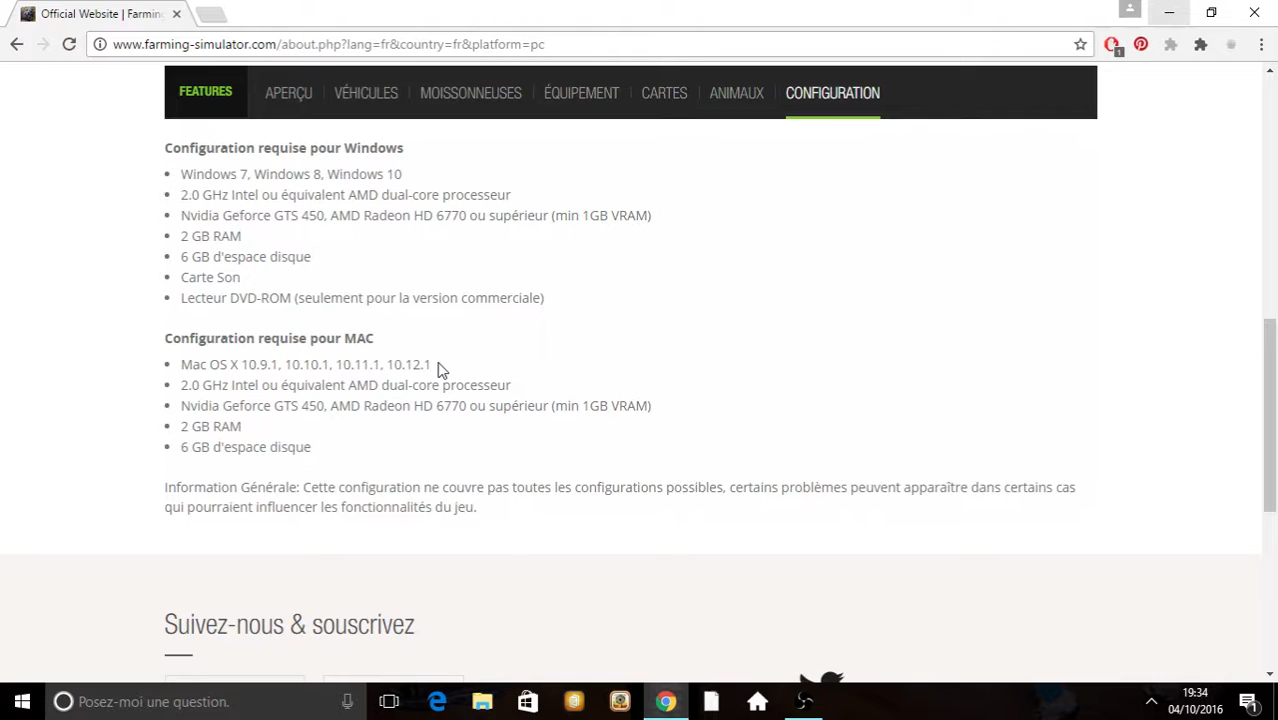 Official Website | Farmin
www.farming-simulator.com/about.php?lang=fr&country=fr&platform=pc
1
FEATURES APERÇU VÉHICULES MOISSONNEUSES ÉQUIPEMENT CARTES ANIMAUX CONFIGURATION
Configuration requise pour Windows
Windows 7, Windows 8, Windows 10
2.0 GHz Intel ou équivalent AMD dual-core processeur
Nvidia Geforce GTS 450, AMD Radeon HD 6770 ou supérieur (min 1GB VRAM)
2 GB RAM
6 GB d'espace disque
Carte Son
Lecteur DVD-ROM (seulement pour la version commerciale)
Configuration requise pour MAC
Mac OS X 10.9.1, 10.10.1, 10.11.1, 10.12.1
2.0 GHz Intel ou équivalent AMD dual-core processeur
Nvidia Geforce GTS 450, AMD Radeon HD 6770 ou supérieur (min 1GB VRAM)
2 GB RAM
6 GB d'espace disque
Information Générale: Cette configuration ne couvre pas toutes les configurations possibles, certains problèmes peuvent apparaître dans certains cas
qui pourraient influencer les fonctionnalités du jeu.
Suivez-nous & souscrivez
Posez-moi une question.
19:34
04/10/2016
1